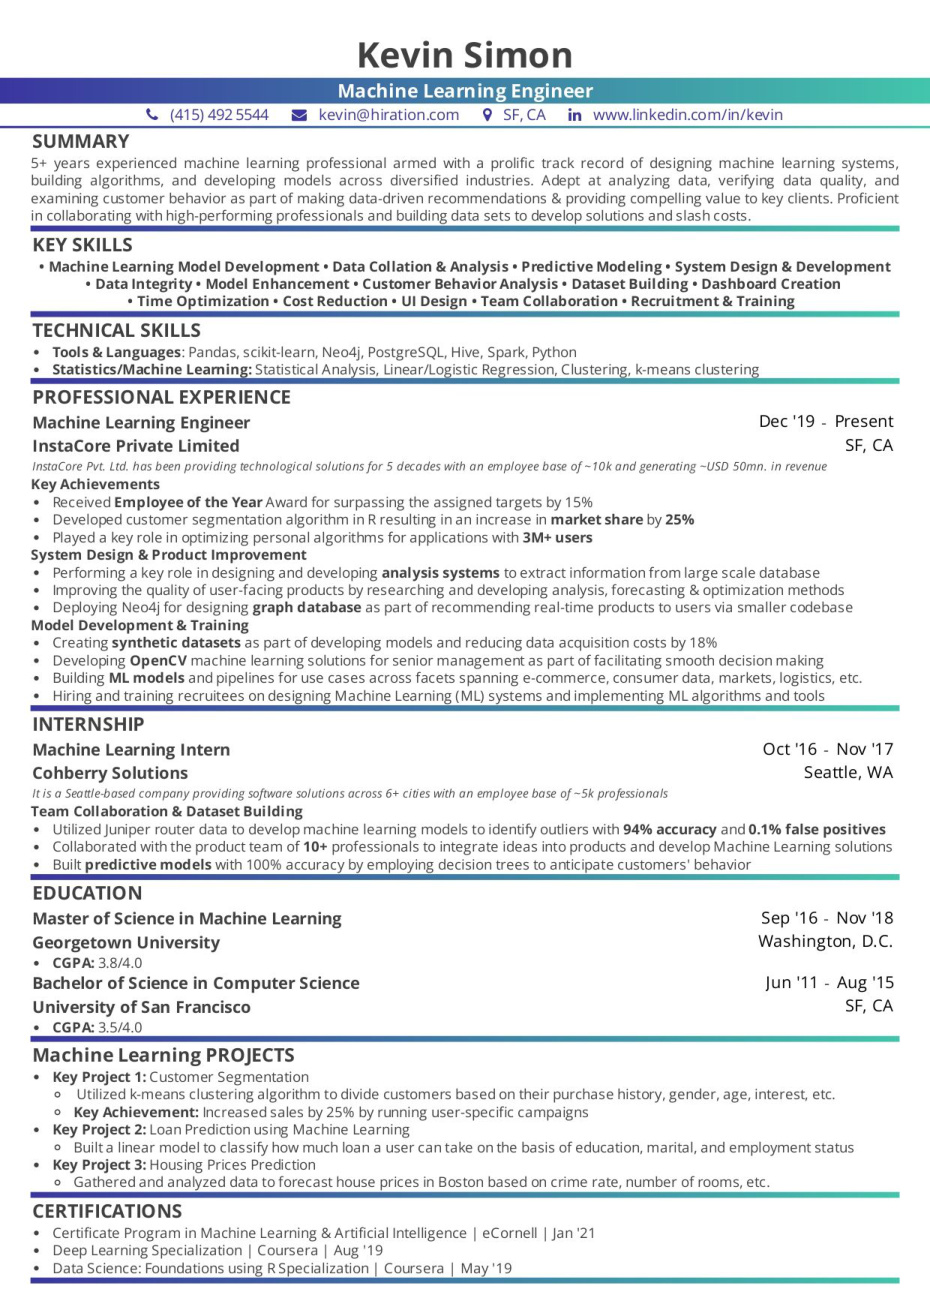 Kevin Simon
Machine Learning Engineer
(415) 492 5544 kevin@hiration.com SF, CA www.linkedin.com/in/kevin
SUMMARY
5+ years experienced machine learning professional armed with a prolific track record of designing machine learning systems,
building algorithms, and developing models across diversified industries. Adept at analyzing data, verifying data quality, and
examining customer behavior as part of making data-driven recommendations & providing compelling value to key clients. Proficient
in collaborating with high-performing professionals and building data sets to develop solutions and slash costs.
KEY SKILLS
• Machine Learning Model Development • Data Collation & Analysis • Predictive Modeling • System Design & Development
• Data Integrity • Model Enhancement • Customer Behavior Analysis • Dataset Building • Dashboard Creation
• Time Optimization • Cost Reduction • UI Design • Team Collaboration • Recruitment & Training
TECHNICAL SKILLS
• Tools & Languages: Pandas, scikit-learn, Neo4j, PostgreSQL, Hive, Spark, Python
• Statistics/Machine Learning: Statistical Analysis, Linear/Logistic Regression, Clustering, k-means clustering
PROFESSIONAL EXPERIENCE
Machine Learning Engineer Dec '19 - Present
InstaCore Private Limited SF, CA
InstaCore Pvt. Ltd. has been providing technological solutions for 5 decades with an employee base of ~10k and generating ~USD 50mn. in revenue
Key Achievements
• Received Employee of the Year Award for surpassing the assigned targets by 15%
• Developed customer segmentation algorithm in R resulting in an increase in market share by 25%
• Played a key role in optimizing personal algorithms for applications with 3M+ users
System Design & Product Improvement
• Performing a key role in designing and developing analysis systems to extract information from large scale database
• Improving the quality of user-facing products by researching and developing analysis, forecasting & optimization methods
• Deploying Neo4j for designing graph database as part of recommending real-time products to users via smaller codebase
Model Development & Training
• Creating synthetic datasets as part of developing models and reducing data acquisition costs by 18%
• Developing OpenCV machine learning solutions for senior management as part of facilitating smooth decision making
• Building ML models and pipelines for use cases across facets spanning e-commerce, consumer data, markets, logistics, etc.
• Hiring and training recruitees on designing Machine Learning (ML) systems and implementing ML algorithms and tools
INTERNSHIP
Machine Learning Intern Oct '16 - Nov '17
Cohberry Solutions Seattle, WA
It is a Seattle-based company providing software solutions across 6+ cities with an employee base of ~5k professionals
Team Collaboration & Dataset Building
• Utilized Juniper router data to develop machine learning models to identify outliers with 94% accuracy and 0.1% false positives
• Collaborated with the product team of 10+ professionals to integrate ideas into products and develop Machine Learning solutions
• Built predictive models with 100% accuracy by employing decision trees to anticipate customers' behavior
EDUCATION
Master of Science in Machine Learning Sep '16 - Nov '18
Georgetown University Washington, D.C.
• CGPA: 3.8/4.0
Bachelor of Science in Computer Science Jun '11 - Aug '15
University of San Francisco SF, CA
• CGPA: 3.5/4.0
Machine Learning PROJECTS
• Key Project 1: Customer Segmentation
◦ Utilized k-means clustering algorithm to divide customers based on their purchase history, gender, age, interest, etc.
◦ Key Achievement: Increased sales by 25% by running user-specific campaigns
• Key Project 2: Loan Prediction using Machine Learning
◦ Built a linear model to classify how much loan a user can take on the basis of education, marital, and employment status
• Key Project 3: Housing Prices Prediction
◦ Gathered and analyzed data to forecast house prices in Boston based on crime rate, number of rooms, etc.
CERTIFICATIONS
• Certificate Program in Machine Learning & Artificial Intelligence | eCornell | Jan '21
• Deep Learning Specialization | Coursera | Aug '19
• Data Science: Foundations using R Specialization | Coursera | May '19